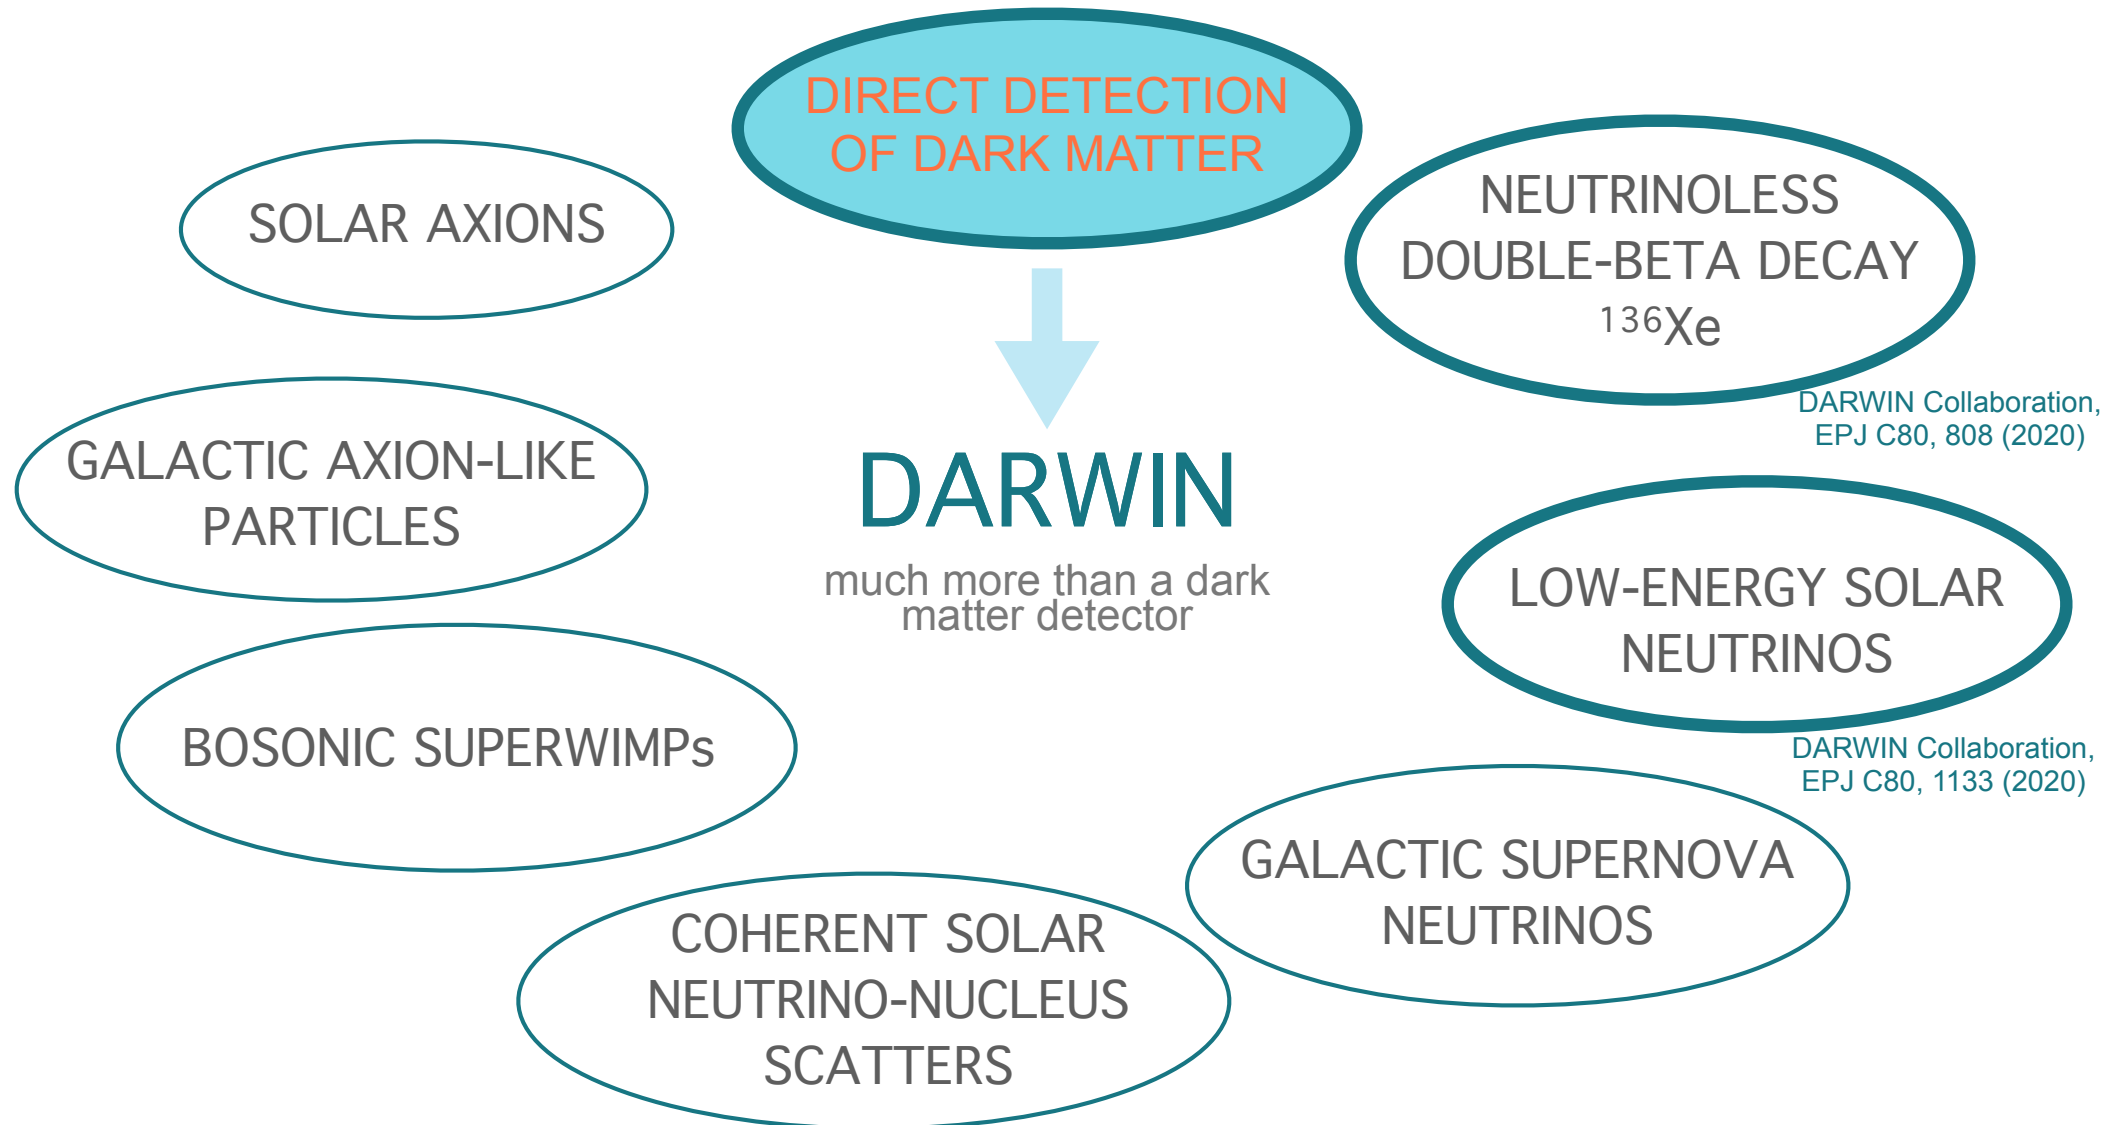 DIRECT DETECTION
OF DARK MATTER
SOLAR AXIONS
NEUTRINOLESS
DOUBLE-BETA DECAY
¹³⁶Xe
DARWIN Collaboration,
EPJ C80, 808 (2020)
GALACTIC AXION-LIKE
PARTICLES
DARWIN
much more than a dark
matter detector
LOW-ENERGY SOLAR
NEUTRINOS
DARWIN Collaboration,
EPJ C80, 1133 (2020)
BOSONIC SUPERWIMPs
GALACTIC SUPERNOVA
NEUTRINOS
COHERENT SOLAR
NEUTRINO-NUCLEUS
SCATTERS